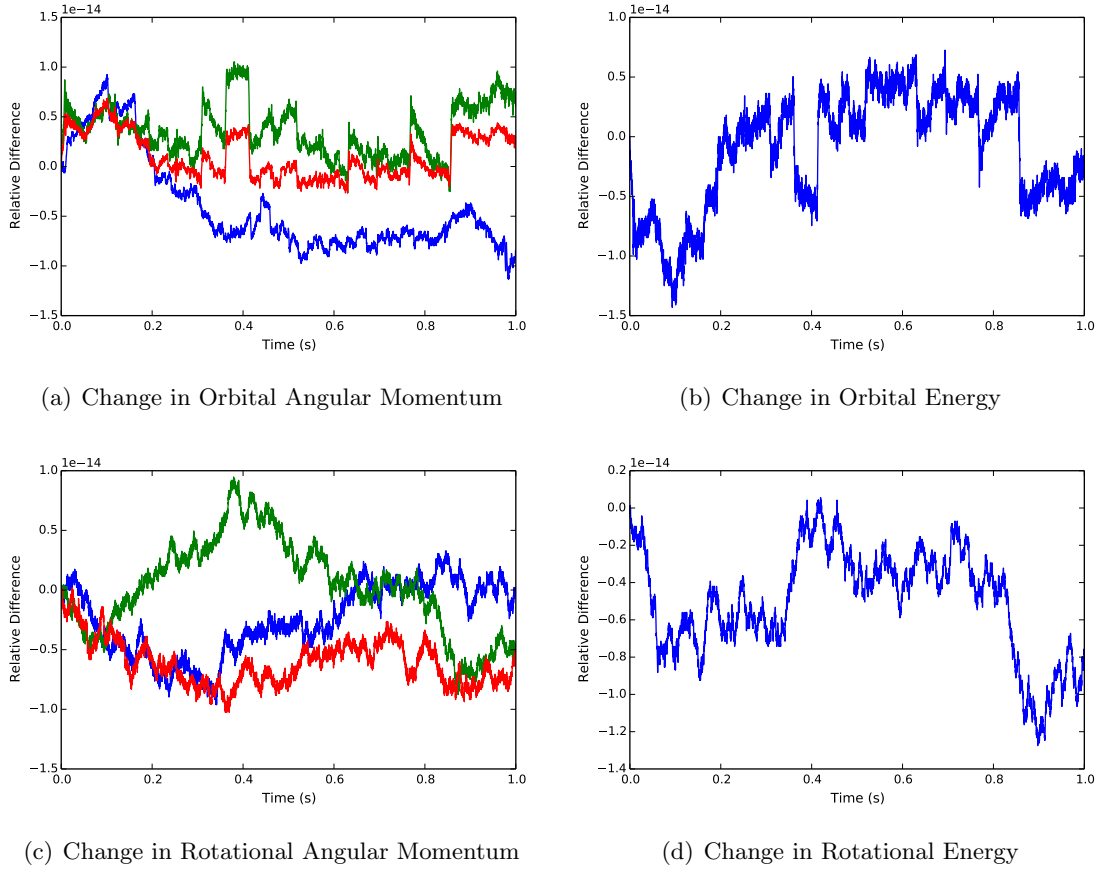 1e−14
1.5
1.0
0.5
0.0
−0.5
−1.0
−1.5
Relative Difference
0.0 0.2 0.4 0.6 0.8 1.0
Time (s)
(a) Change in Orbital Angular Momentum
1e−14
1.0
0.5
0.0
−0.5
−1.0
−1.5
Relative Difference
0.0 0.2 0.4 0.6 0.8 1.0
Time (s)
(b) Change in Orbital Energy
1e−14
1.0
0.5
0.0
−0.5
−1.0
−1.5
Relative Difference
0.0 0.2 0.4 0.6 0.8 1.0
Time (s)
(c) Change in Rotational Angular Momentum
1e−14
0.2
0.0
−0.2
−0.4
−0.6
−0.8
−1.0
−1.2
−1.4
Relative Difference
0.0 0.2 0.4 0.6 0.8 1.0
Time (s)
(d) Change in Rotational Energy